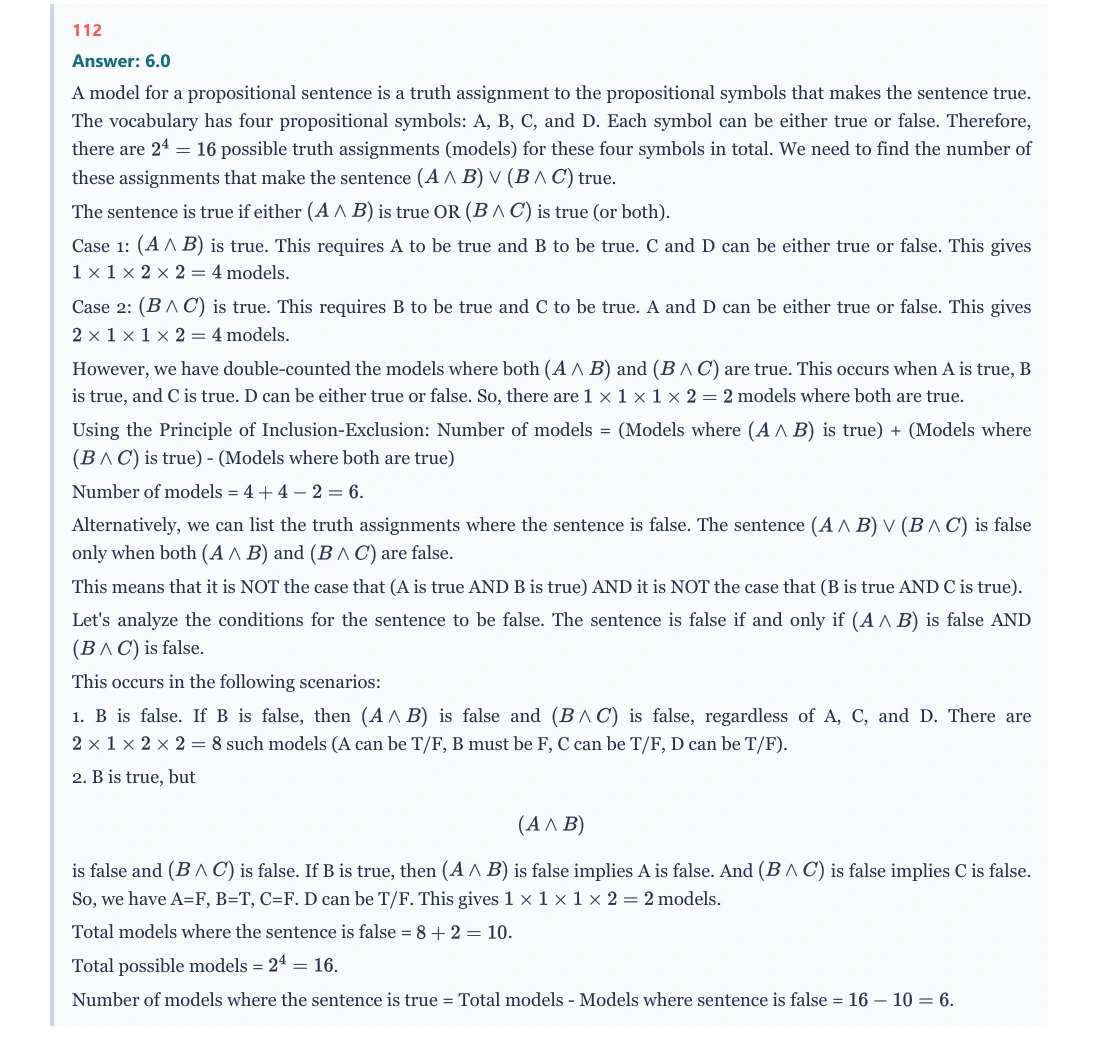 112
Answer: 6.0
A model for a propositional sentence is a truth assignment to the propositional symbols that makes the sentence true.
The vocabulary has four propositional symbols: A, B, C, and D. Each symbol can be either true or false. Therefore,
there are 2⁴ = 16 possible truth assignments (models) for these four symbols in total. We need to find the number of
these assignments that make the sentence (A ∧ B) ∨ (B ∧ C) true.
The sentence is true if either (A ∧ B) is true OR (B ∧ C) is true (or both).
Case 1: (A ∧ B) is true. This requires A to be true and B to be true. C and D can be either true or false. This gives
1 × 1 × 2 × 2 = 4 models.
Case 2: (B ∧ C) is true. This requires B to be true and C to be true. A and D can be either true or false. This gives
2 × 1 × 1 × 2 = 4 models.
However, we have double-counted the models where both (A ∧ B) and (B ∧ C) are true. This occurs when A is true, B
is true, and C is true. D can be either true or false. So, there are 1 × 1 × 1 × 2 = 2 models where both are true.
Using the Principle of Inclusion-Exclusion: Number of models = (Models where (A ∧ B) is true) + (Models where
(B ∧ C) is true) - (Models where both are true)
Number of models = 4 + 4 − 2 = 6.
Alternatively, we can list the truth assignments where the sentence is false. The sentence (A ∧ B) ∨ (B ∧ C) is false
only when both (A ∧ B) and (B ∧ C) are false.
This means that it is NOT the case that (A is true AND B is true) AND it is NOT the case that (B is true AND C is true).
Let's analyze the conditions for the sentence to be false. The sentence is false if and only if (A ∧ B) is false AND
(B ∧ C) is false.
This occurs in the following scenarios:
1. B is false. If B is false, then (A ∧ B) is false and (B ∧ C) is false, regardless of A, C, and D. There are
2 × 1 × 2 × 2 = 8 such models (A can be T/F, B must be F, C can be T/F, D can be T/F).
2. B is true, but
(A ∧ B)
is false and (B ∧ C) is false. If B is true, then (A ∧ B) is false implies A is false. And (B ∧ C) is false implies C is false.
So, we have A=F, B=T, C=F. D can be T/F. This gives 1 × 1 × 1 × 2 = 2 models.
Total models where the sentence is false = 8 + 2 = 10.
Total possible models = 2⁴ = 16.
Number of models where the sentence is true = Total models - Models where sentence is false = 16 − 10 = 6.